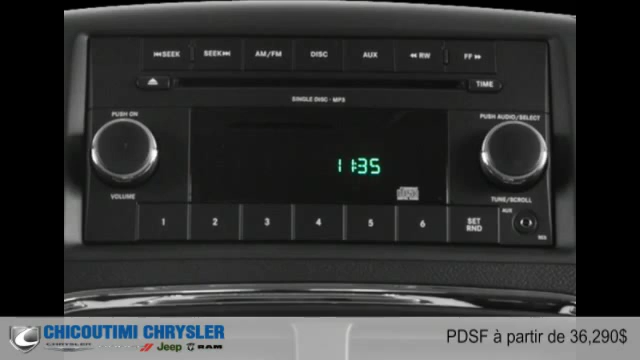 SEEK SEEK AM/FM DISC AUX RW FF
TIME
SINGLE DISC · MP3
PUSH ON PUSH AUDIO/SELECT
11:35
DISC
VOLUME TUNE/SCROLL
1 2 3 4 5 6 SET RND AUX
CHICOUTIMI CHRYSLER
CHRYSLER Jeep RAM
PDSF à partir de 36,290$